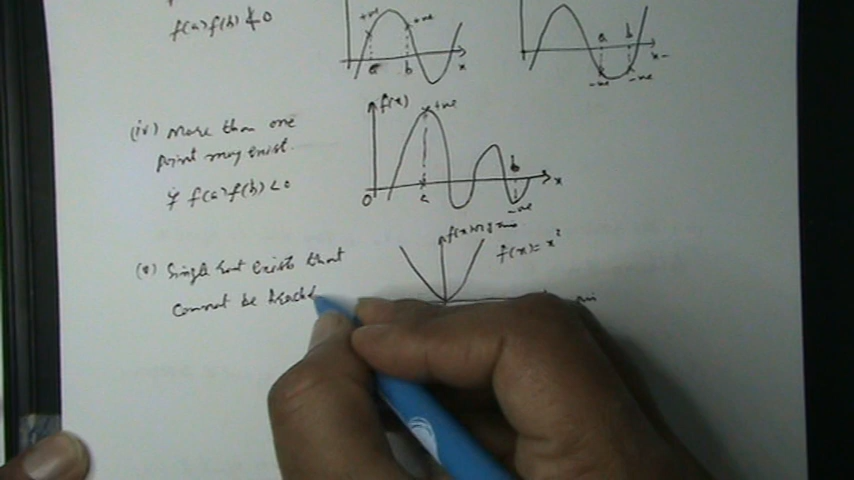 f(a) f(b) ≮ 0
+ve
+ve
a
b
x
a
b
x
-ve
-ve
(iv) More than one
point may exist.
if f(a) f(b) < 0
f(x)
+ve
b
x
0
a
-ve
(v) Single root exists that
cannot be
f(x)
f(x) = x²